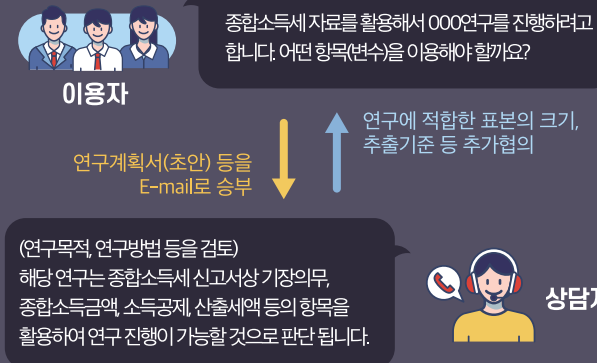 종합소득세 자료를 활용해서 OOO연구를 진행하려고
합니다. 어떤 항목(변수)을 이용해야 할까요?
이용자
연구에 적합한 표본의 크기,
추출기준 등 추가협의
연구계획서(초안) 등을
E-mail로 승부
(연구목적, 연구방법 등을 검토)
해당 연구는 종합소득세 신고서상 기장의무,
종합소득금액, 소득공제, 산출세액 등의 항목을
활용하여 연구 진행이 가능할 것으로 판단 됩니다.
상담